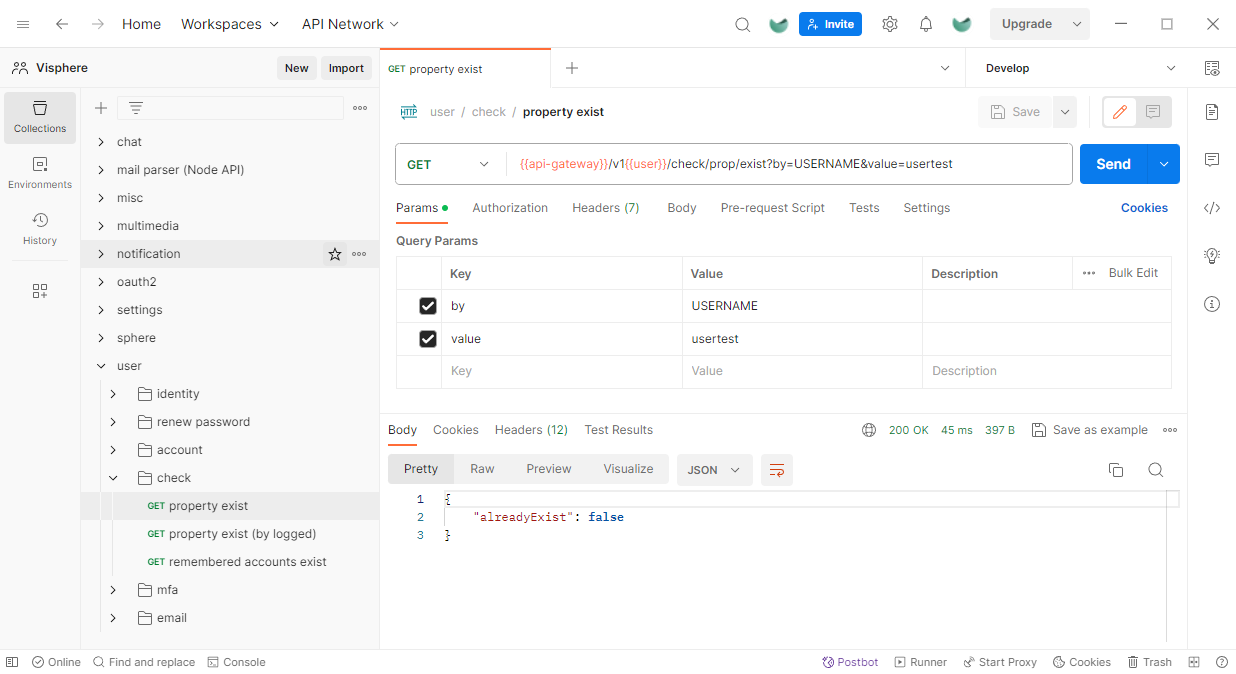 Home Workspaces API Network Invite Upgrade
Visphere New Import GET property exist Develop
Collections
Environments
History
chat
mail parser (Node API)
misc
multimedia
notification
oauth2
settings
sphere
user
identity
renew password
account
check
GET property exist
GET property exist (by logged)
GET remembered accounts exist
mfa
email
HTTP user / check / property exist Save
GET {{api-gateway}}/v1{{user}}/check/prop/exist?by=USERNAME&value=usertest Send
Params Authorization Headers (7) Body Pre-request Script Tests Settings Cookies
Query Params
Key Value Description Bulk Edit
by USERNAME
value usertest
Key Value Description
Body Cookies Headers (12) Test Results 200 OK 45 ms 397 B Save as example
Pretty Raw Preview Visualize JSON
1 {
2 "alreadyExist": false
3 }
Online Find and replace Console Postbot Runner Start Proxy Cookies Trash